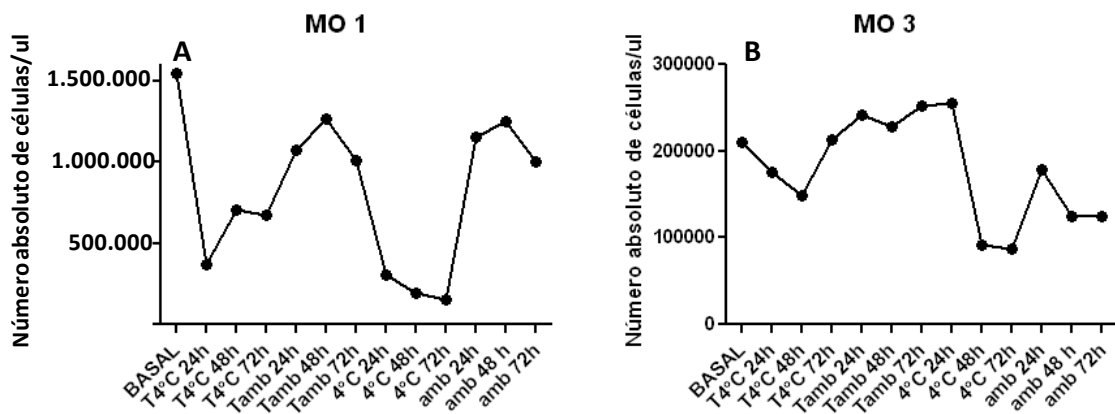 MO 1
A
Número absoluto de células/ul
1.500.000
1.000.000
500.000
BASAL
T4°C 24h
T4°C 48h
T4°C 72h
Tamb 24h
Tamb 48h
Tamb 72h
4°C 24h
4°C 48h
4°C 72h
amb 24h
amb 48 h
amb 72h
MO 3
B
Número absoluto de células/ul
300000
200000
100000
0
BASAL
T4°C 24h
T4°C 48h
T4°C 72h
Tamb 24h
Tamb 48h
Tamb 72h
4°C 24h
4°C 48h
4°C 72h
amb 24h
amb 48 h
amb 72h